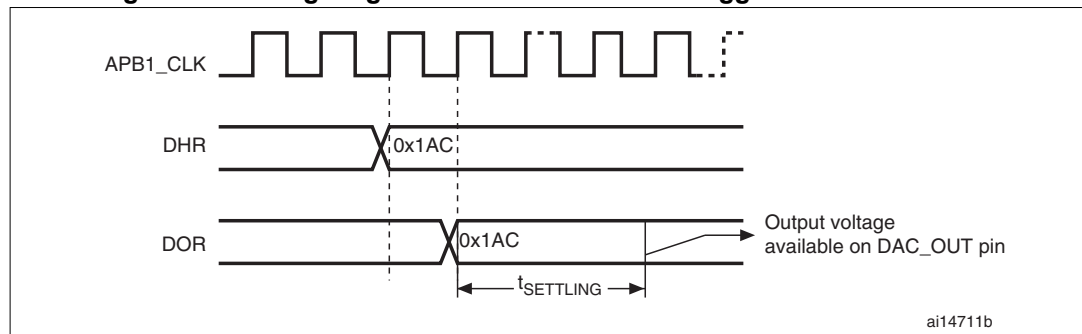 APB1_CLK
DHR
0x1AC
DOR
0x1AC
Output voltage
available on DAC_OUT pin
tSETTLING
ai14711b